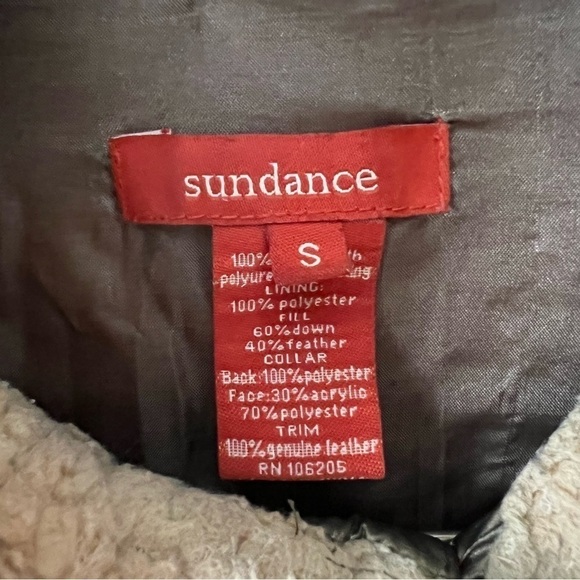 sundance
S
100%
LINING:
100% polyester
FILL
60%down
40%feather
COLLAR
Back:100%polyester
Face:30%acrylic
70%polyester
TRIM
100%genuine leather
RN 106205